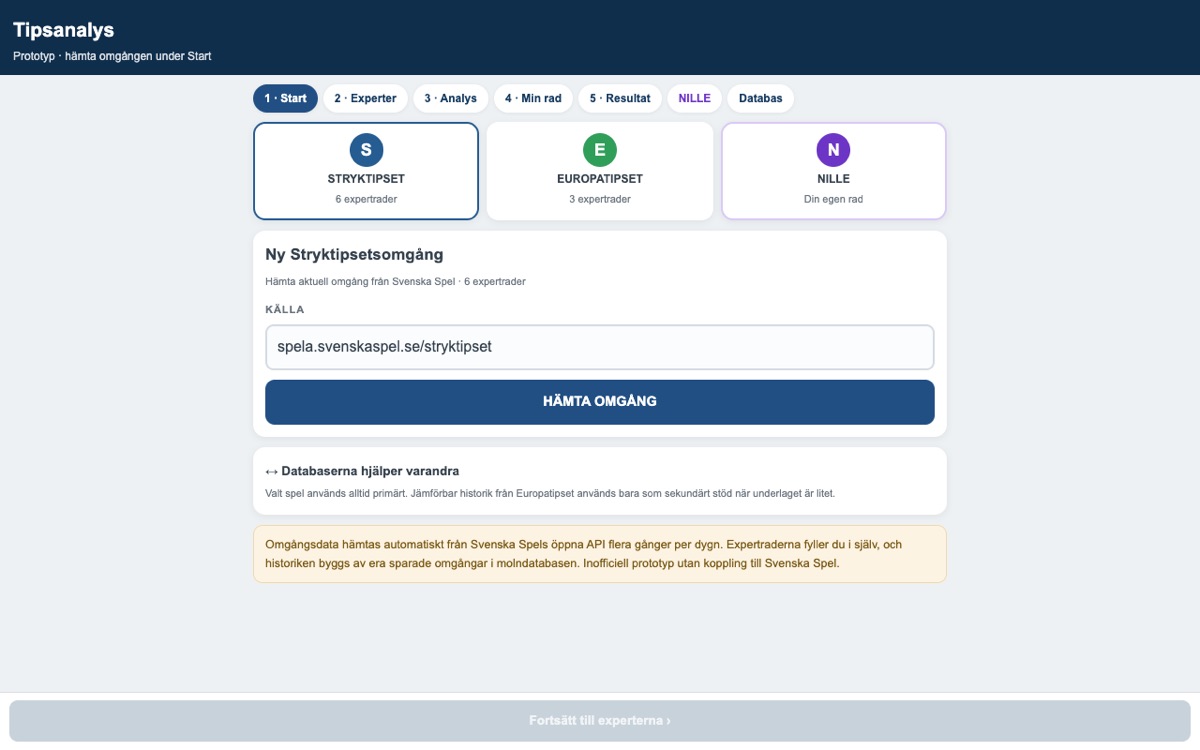 Tipsanalys
Prototyp · hämta omgången under Start
1 · Start
2 · Experter
3 · Analys
4 · Min rad
5 · Resultat
NILLE
Databas
S
STRYKTIPSET
6 expertrader
E
EUROPATIPSET
3 expertrader
N
NILLE
Din egen rad
Ny Stryktipsetsomgång
Hämta aktuell omgång från Svenska Spel · 6 expertrader
KÄLLA
spela.svenskaspel.se/stryktipset
HÄMTA OMGÅNG
↔ Databaserna hjälper varandra
Valt spel används alltid primärt. Jämförbar historik från Europatipset används bara som sekundärt stöd när underlaget är litet.
Omgångsdata hämtas automatiskt från Svenska Spels öppna API flera gånger per dygn. Expertraderna fyller du i själv, och
historiken byggs av era sparade omgångar i molndatabasen. Inofficiell prototyp utan koppling till Svenska Spel.
Fortsätt till experterna ›